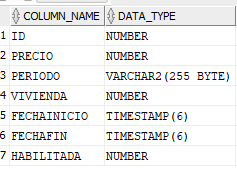 COLUMN_NAME DATA_TYPE
1 ID NUMBER
2 PRECIO NUMBER
3 PERIODO VARCHAR2(255 BYTE)
4 VIVIENDA NUMBER
5 FECHAINICIO TIMESTAMP(6)
6 FECHAFIN TIMESTAMP(6)
7 HABILITADA NUMBER